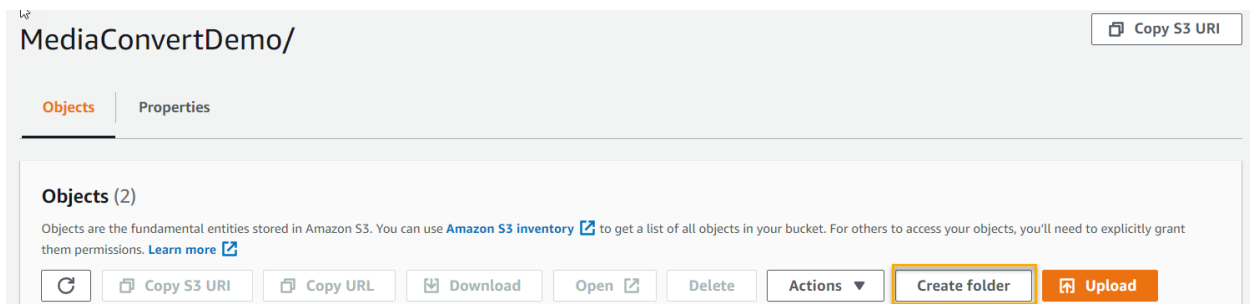 MediaConvertDemo/
Copy S3 URI
Objects
Properties
Objects (2)
Objects are the fundamental entities stored in Amazon S3. You can use Amazon S3 inventory to get a list of all objects in your bucket. For others to access your objects, you'll need to explicitly grant
them permissions. Learn more
Copy S3 URI Copy URL Download Open Delete Actions Create folder Upload